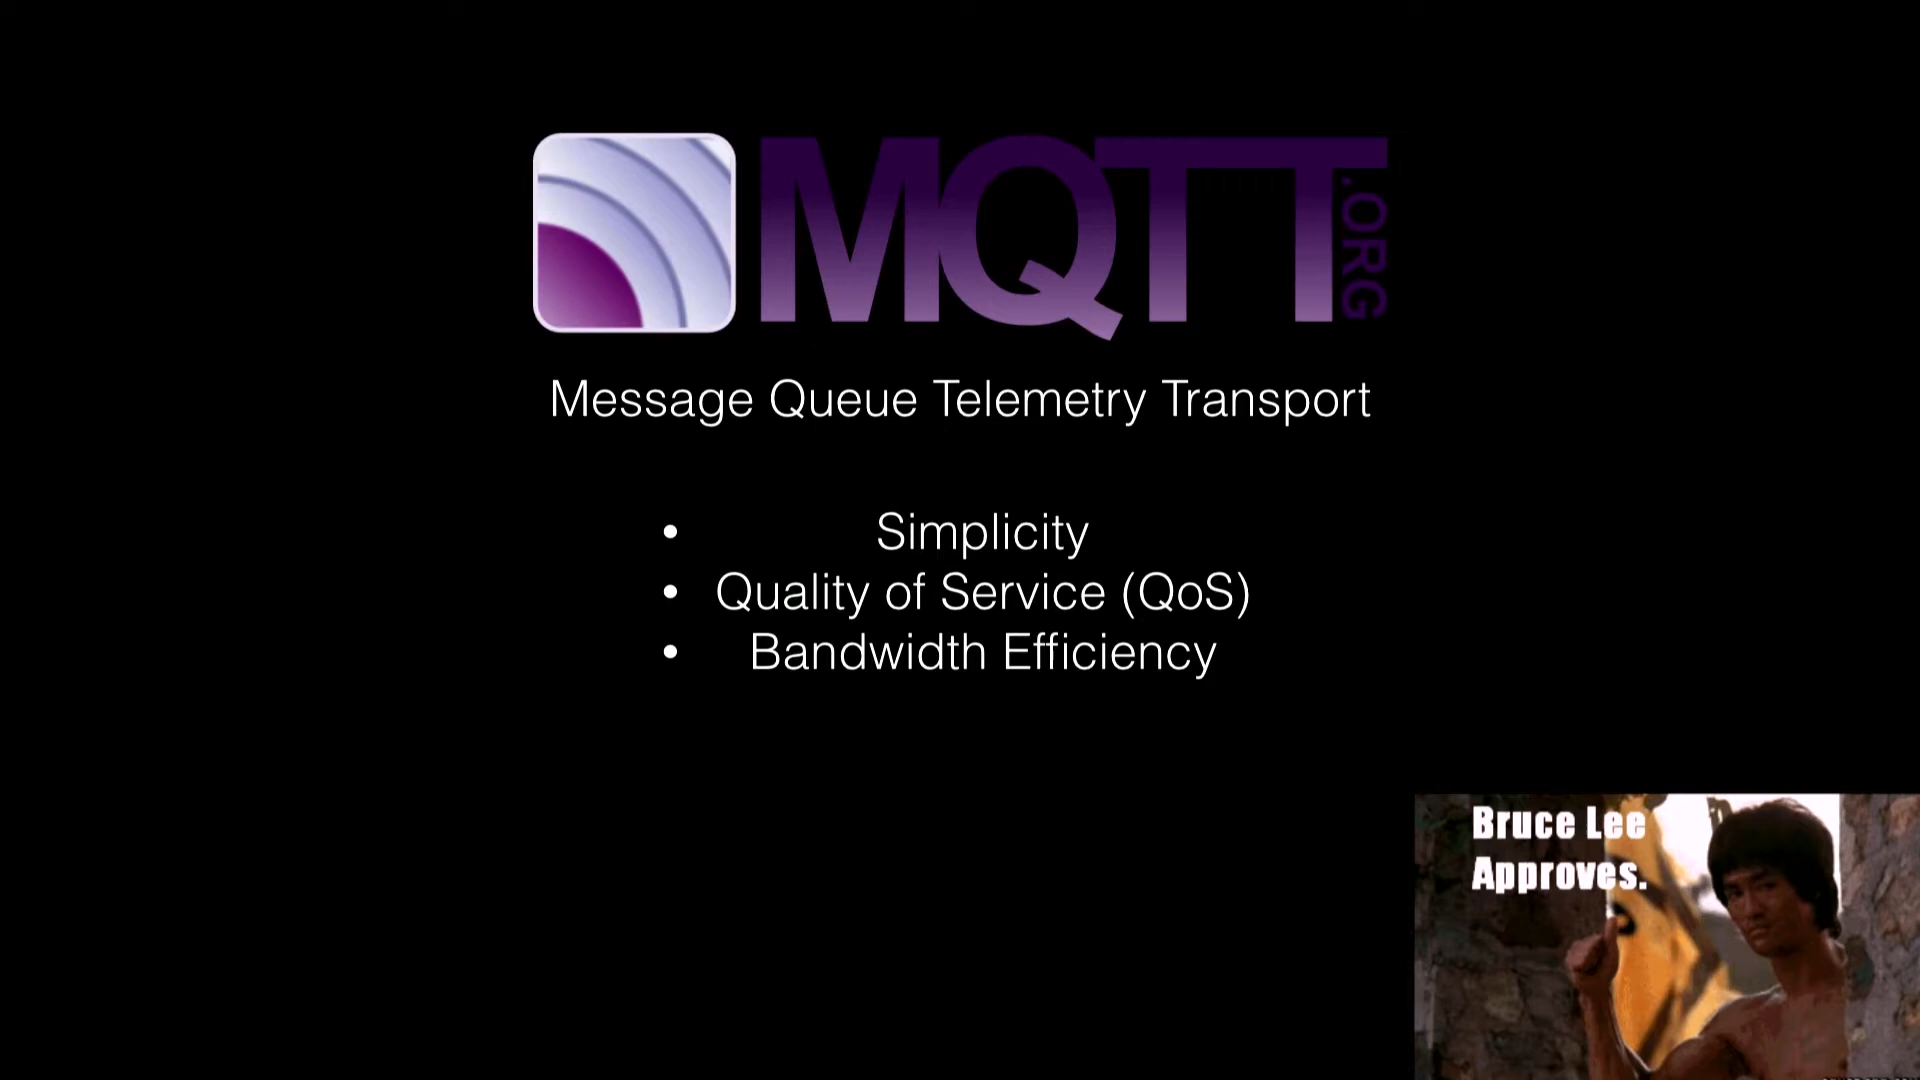 MQTT
.ORG
Message Queue Telemetry Transport
• Simplicity
• Quality of Service (QoS)
• Bandwidth Efficiency
Bruce Lee
Approves.